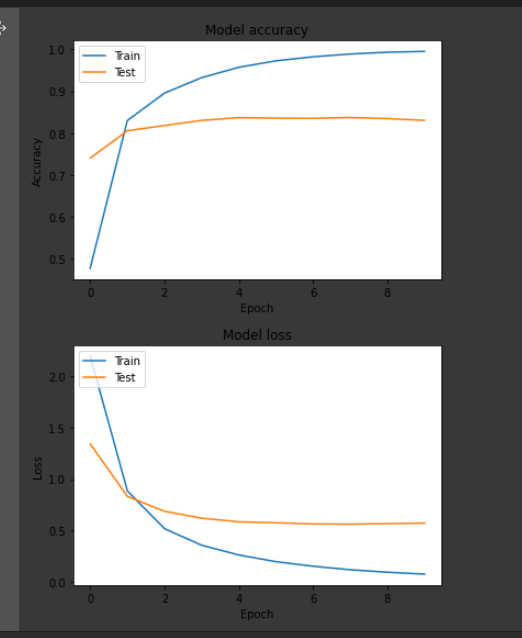 Model accuracy
Train
Test
1.0
0.9
0.8
0.7
0.6
0.5
Accuracy
0 2 4 6 8
Epoch
Model loss
Train
Test
2.0
1.5
1.0
0.5
0.0
Loss
0 2 4 6 8
Epoch